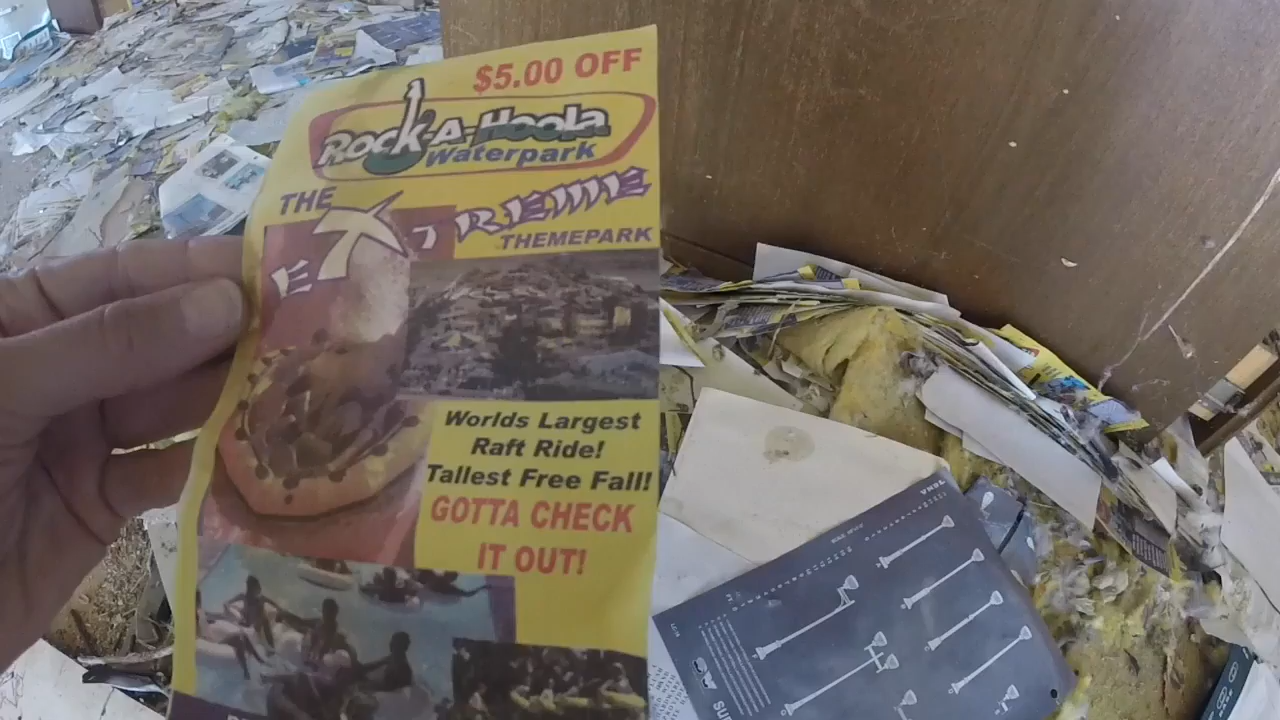 $5.00 OFF
Rock-A-Hoola
Waterpark
THE
EXTREME
THEMEPARK
Worlds Largest
Raft Ride!
Tallest Free Fall!
GOTTA CHECK
IT OUT!